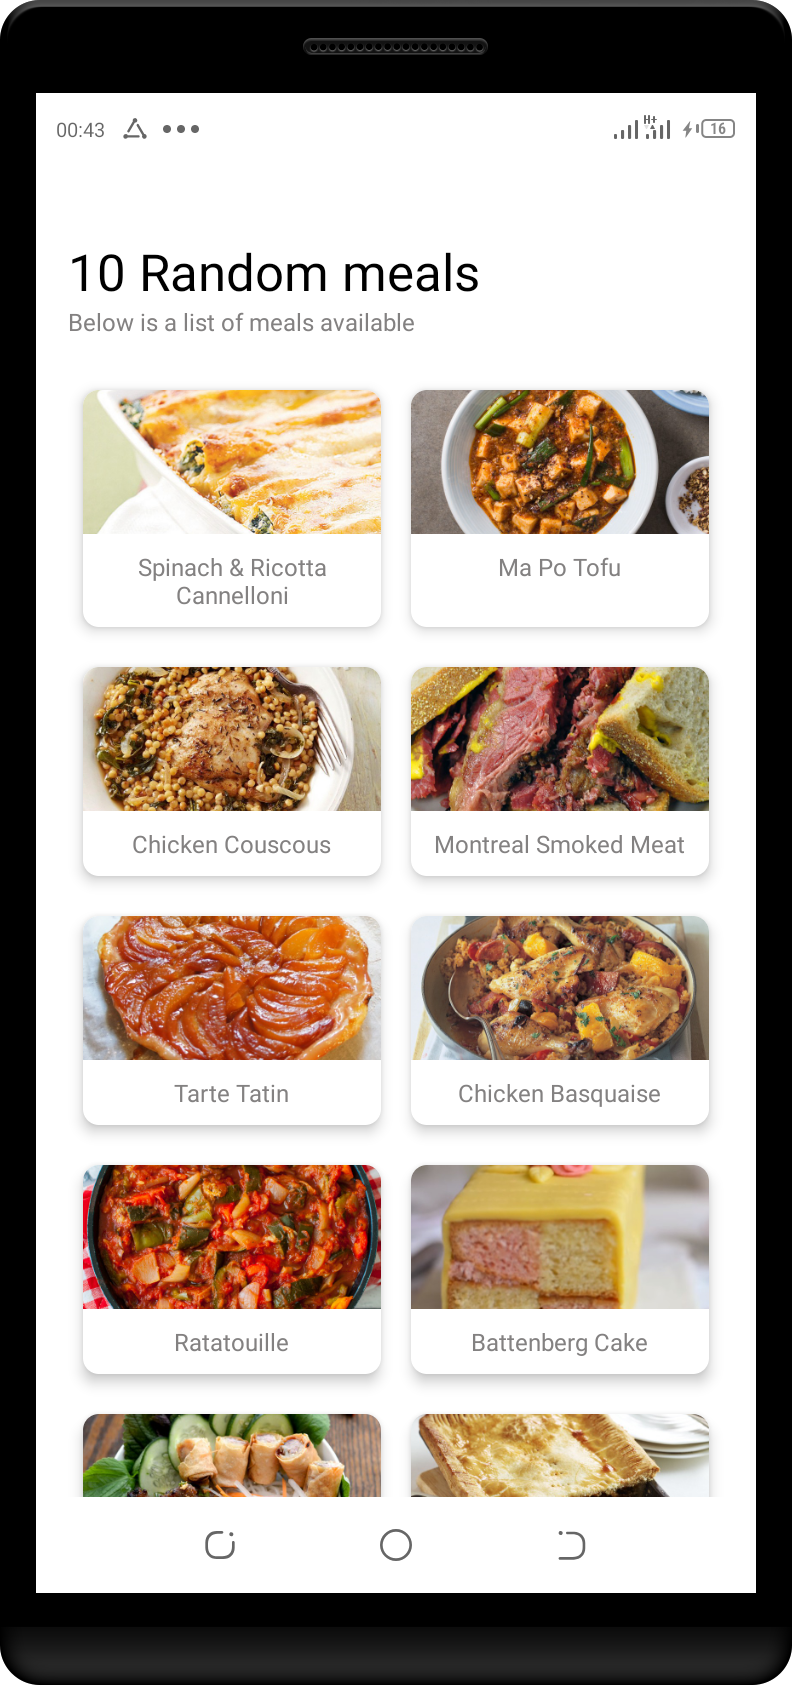 00:43
H+
16
10 Random meals
Below is a list of meals available
Spinach & Ricotta
Cannelloni
Ma Po Tofu
Chicken Couscous
Montreal Smoked Meat
Tarte Tatin
Chicken Basquaise
Ratatouille
Battenberg Cake